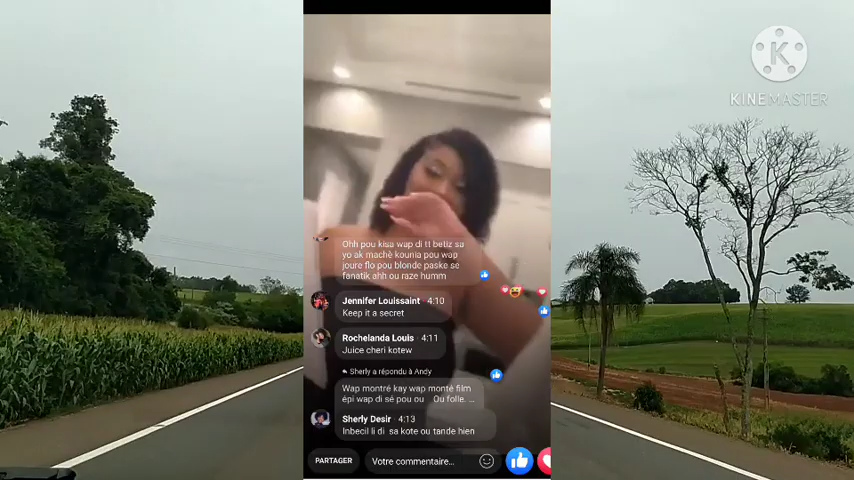 K
KINEMASTER
Ohh pou kisa wap di tt betiz sa
yo ak machè kounia pou wap
joure flo pou blonde paske se
fanatik ahh ou raze humm
Jennifer Louissaint · 4:10
Keep it a secret
Rochelanda Louis · 4:11
Juice cheri kotew
Sherly a répondu à Andy
Wap montré kay wap monté film
épi wap di sé pou ou Ou folle. ...
Sherly Desir · 4:13
Inbecil li di sa kote ou tande hien
PARTAGER
Votre commentaire...